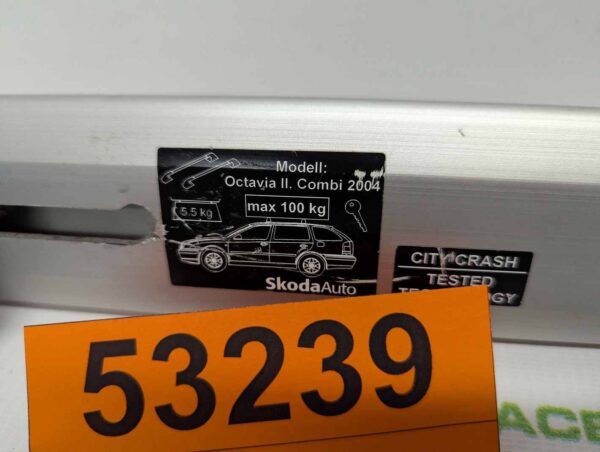 Modell:
Octavia II. Combi 2004
5.5 kg
max 100 kg
SkodaAuto
CITY CRASH
TESTED
53239